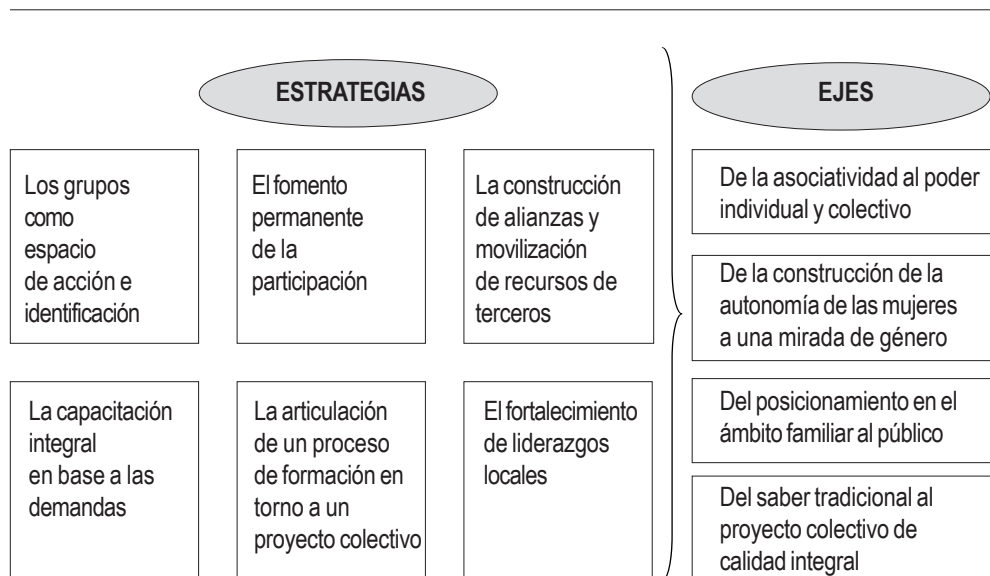 ESTRATEGIAS
Los grupos
como
espacio
de acción e
identificación
El fomento
permanente
de la
participación
La construcción
de alianzas y
movilización
de recursos de
terceros
La capacitación
integral
en base a las
demandas
La articulación
de un proceso
de formación en
torno a un
proyecto colectivo
El fortalecimiento
de liderazgos
locales
EJES
De la asociatividad al poder
individual y colectivo
De la construcción de la
autonomía de las mujeres
a una mirada de género
Del posicionamiento en el
ámbito familiar al público
Del saber tradicional al
proyecto colectivo de
calidad integral